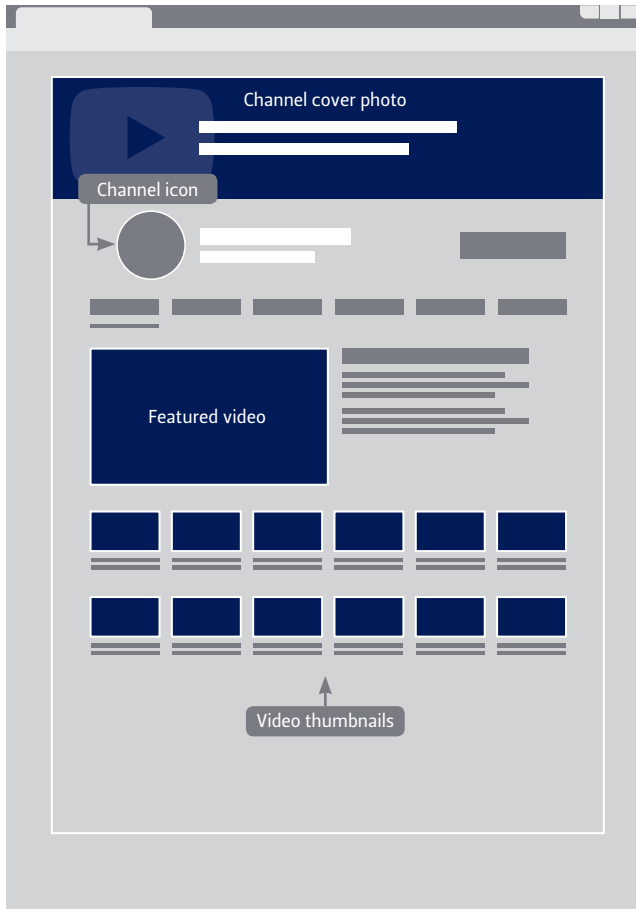 Channel cover photo
Channel icon
Featured video
Video thumbnails